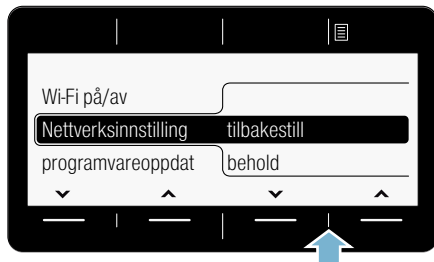 Wi-Fi på/av
Nettverksinnstilling tilbakestill
programvareoppdat behold